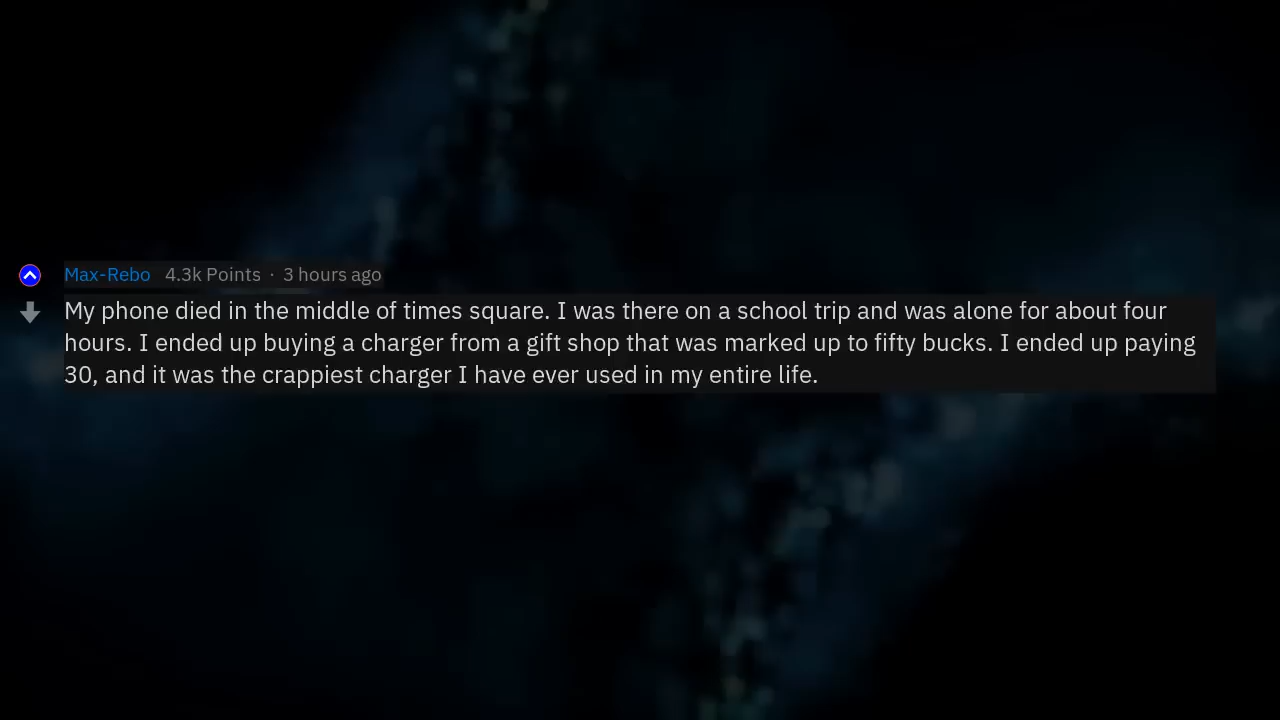 Max-Rebo 4.3k Points · 3 hours ago
My phone died in the middle of times square. I was there on a school trip and was alone for about four
hours. I ended up buying a charger from a gift shop that was marked up to fifty bucks. I ended up paying
30, and it was the crappiest charger I have ever used in my entire life.